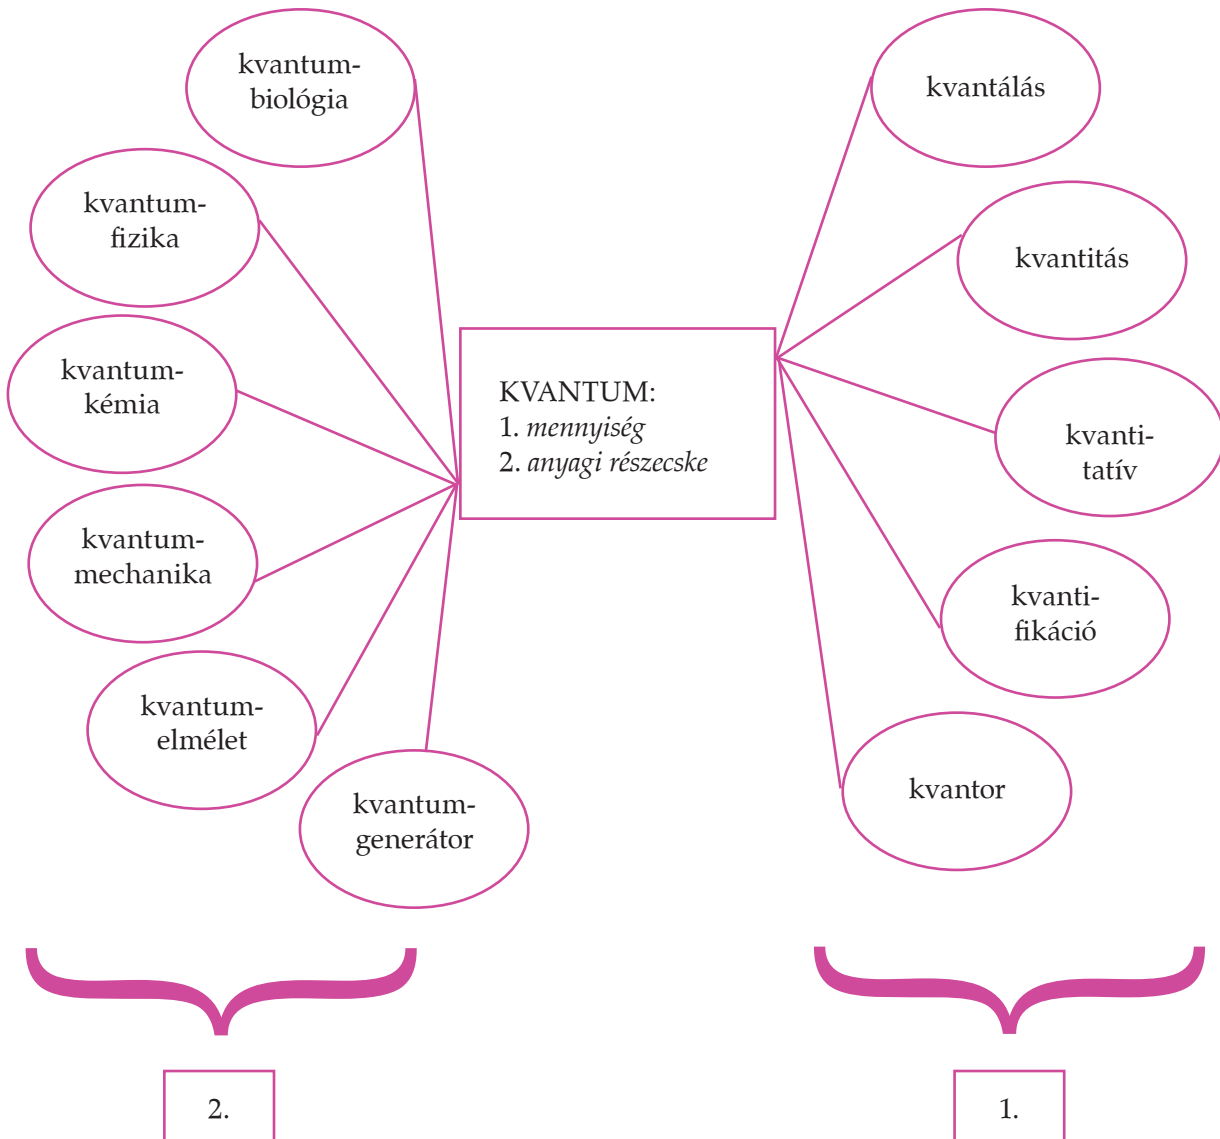 kvantum-
biológia
kvantum-
fizika
kvantum-
kémia
kvantum-
mechanika
kvantum-
elmélet
kvantum-
generátor
KVANTUM:
1. mennyiség
2. anyagi részecske
kvantálás
kvantitás
kvanti-
tatív
kvanti-
fikáció
kvantor
2.
1.